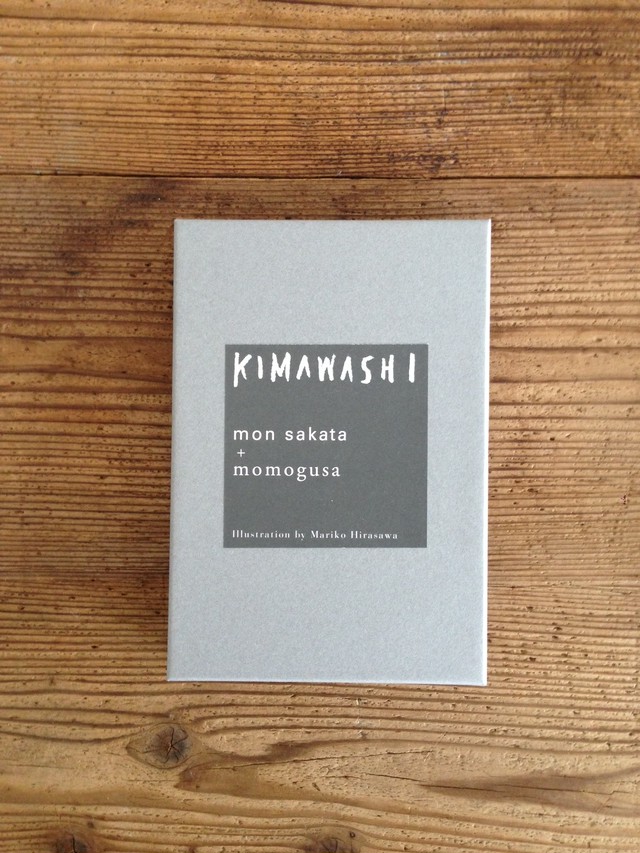 KIMAWASHI
mon sakata
+
momogusa
Illustration by Mariko Hirasawa